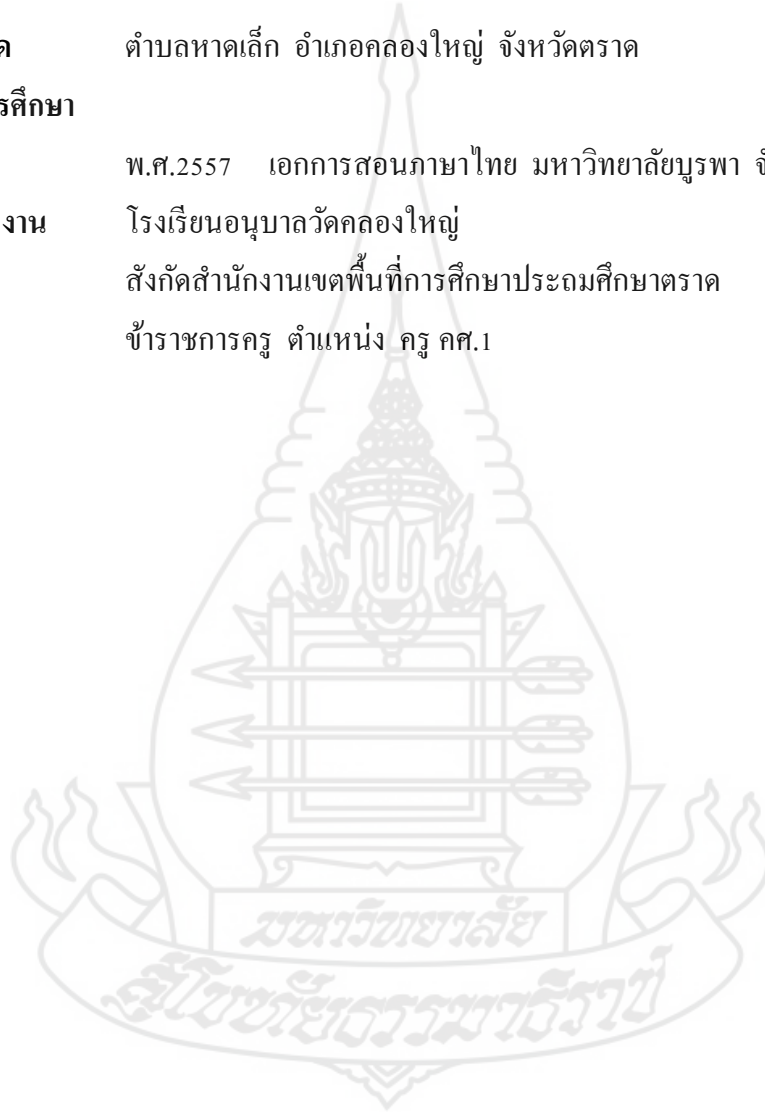 ด ตำบลหาดเล็ก อำเภอคลองใหญ่ จังหวัดตราด
รศึกษา
พ.ศ.2557 เอกการสอนภาษาไทย มหาวิทยาลัยบูรพา จั
งาน โรงเรียนอนุบาลวัดคลองใหญ่
สังกัดสำนักงานเขตพื้นที่การศึกษาประถมศึกษาตราด
ข้าราชการครู ตำแหน่ง ครู คศ.1
มหาวิทยาลัย
สุโขทัยธรรมาธิราช